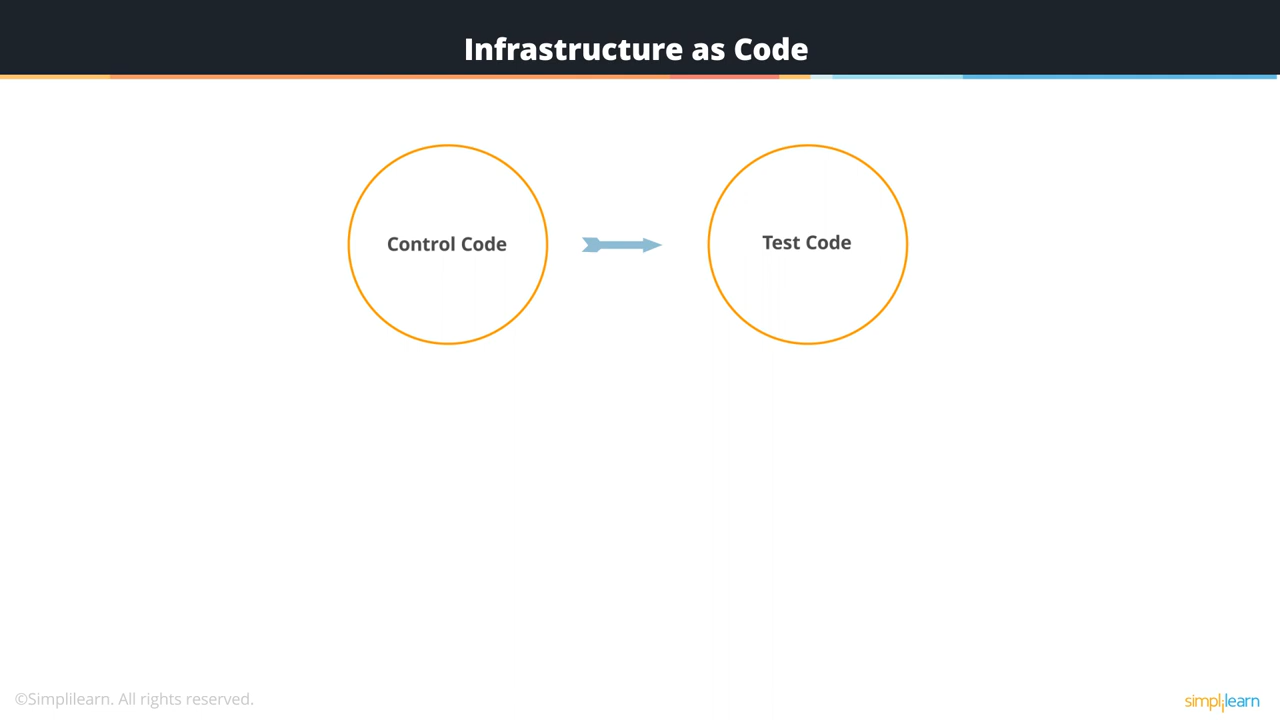 Infrastructure as Code
Control Code
Test Code
©Simplilearn. All rights reserved.
simplilearn